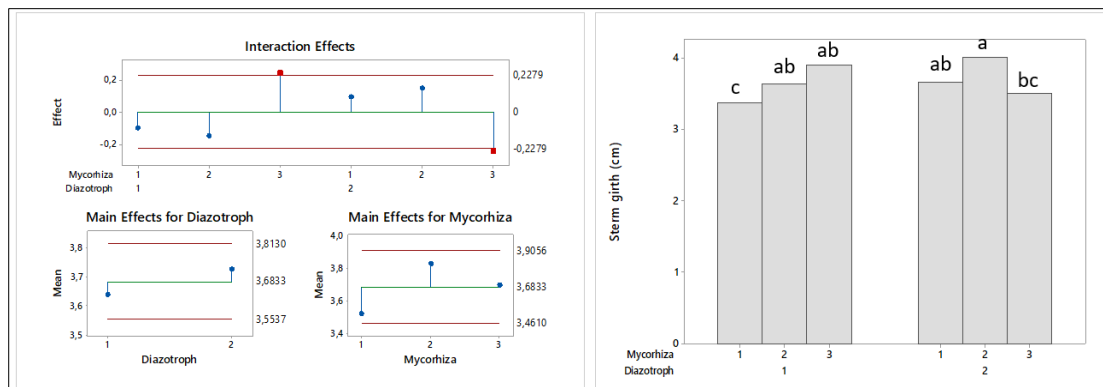 Interaction Effects
Effect
0,2
0,0
-0,2
0,2279
0
-0,2279
Mycorhiza 1 2 3 1 2 3
Diazotroph 1 2
Main Effects for Diazotroph
Mean
3,8
3,7
3,6
3,5
3,8130
3,6833
3,5537
1 2
Diazotroph
Main Effects for Mycorhiza
Mean
4,0
3,8
3,6
3,4
3,9056
3,6833
3,4610
1 2 3
Mycorhiza
Sterm girth (cm)
4
3
2
1
0
c ab ab ab a bc
Mycorhiza 1 2 3 1 2 3
Diazotroph 1 2